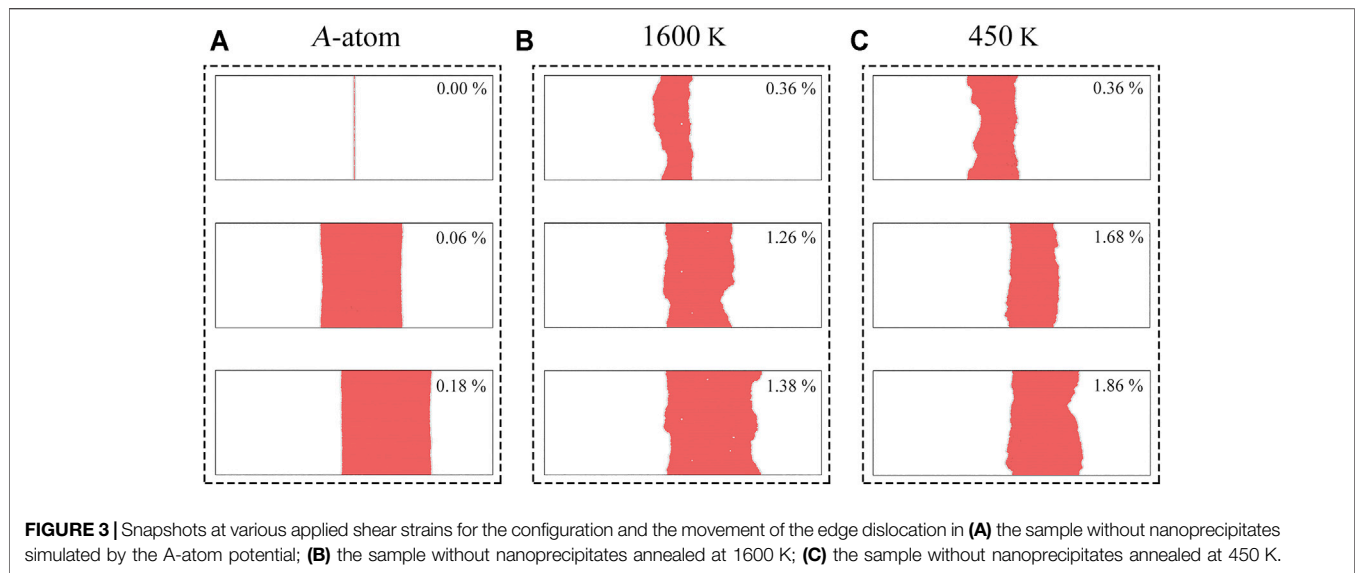 A A-atom
B 1600 K
C 450 K
0.00 %
0.36 %
0.36 %
0.06 %
1.26 %
1.68 %
0.18 %
1.38 %
1.86 %
FIGURE 3 | Snapshots at various applied shear strains for the configuration and the movement of the edge dislocation in (A) the sample without nanoprecipitates
simulated by the A-atom potential; (B) the sample without nanoprecipitates annealed at 1600 K; (C) the sample without nanoprecipitates annealed at 450 K.